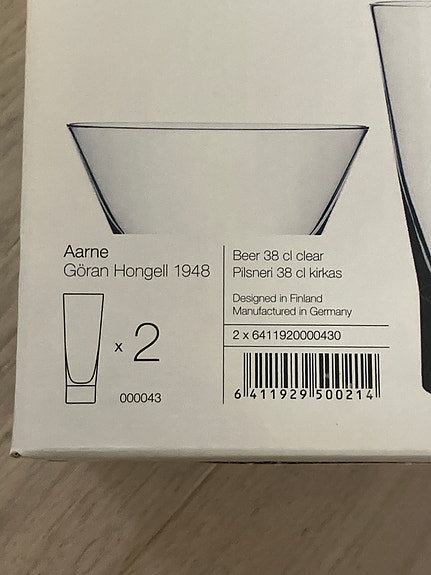 Aarne
Göran Hongell 1948
x 2
000043
Beer 38 cl clear
Pilsneri 38 cl kirkas
Designed in Finland
Manufactured in Germany
2 x 6411920000430
6 411929 500214